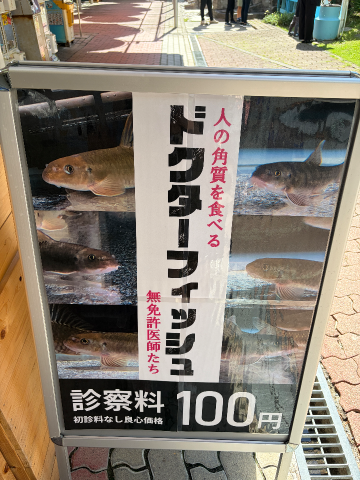 人の角質を食べる
ドクターフィッシュ
無免許医師たち
診察料
初診料なし良心価格
100円